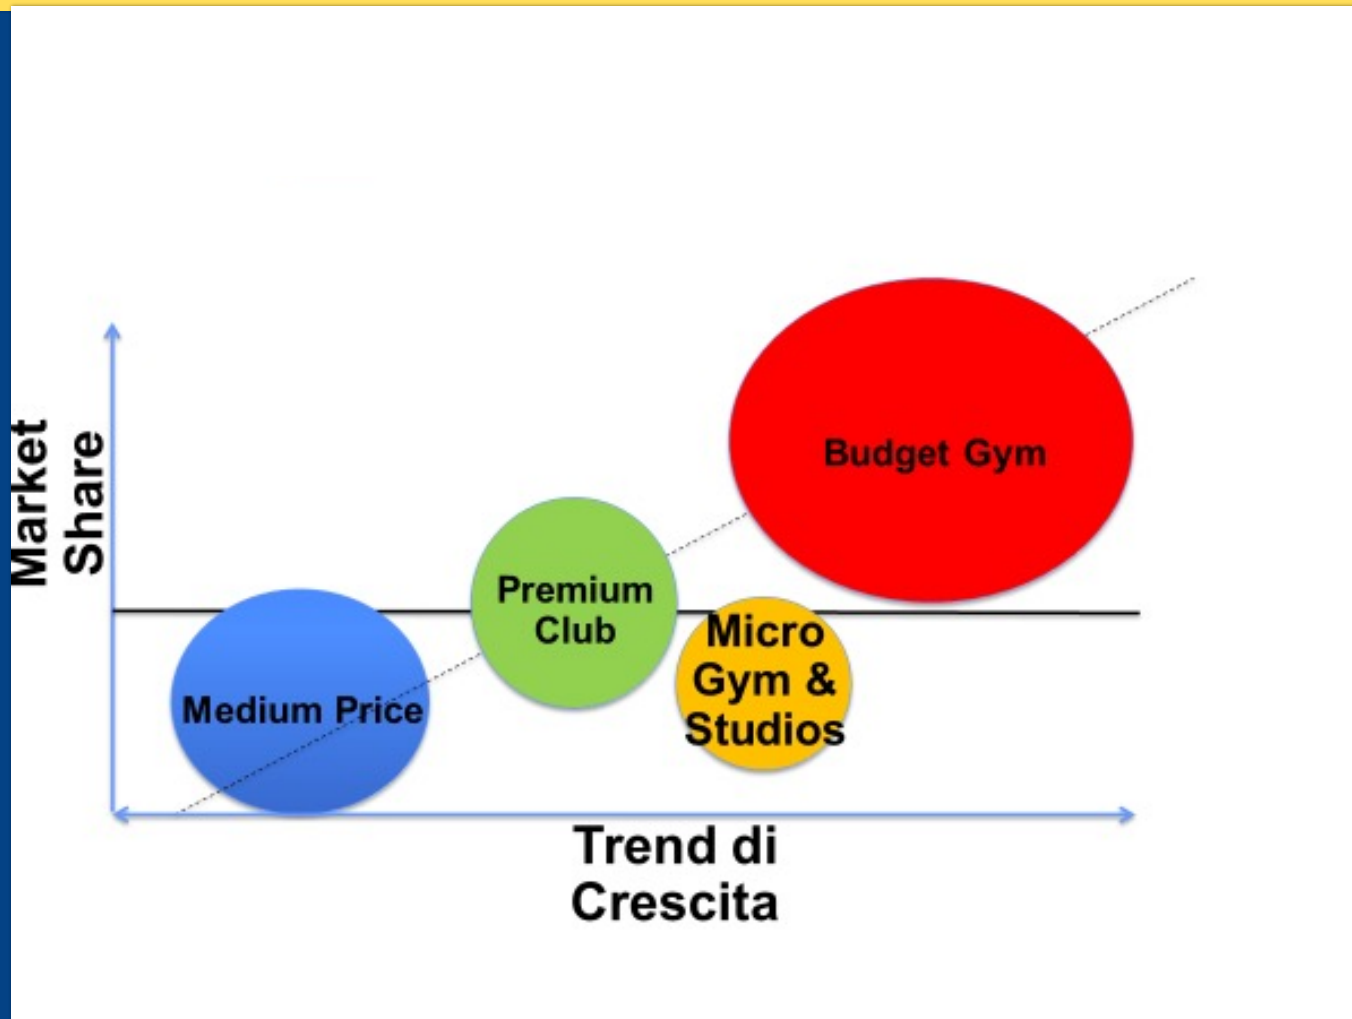 Market
Share
Budget Gym
Premium
Club
Micro
Gym &
Studios
Medium Price
Trend di
Crescita